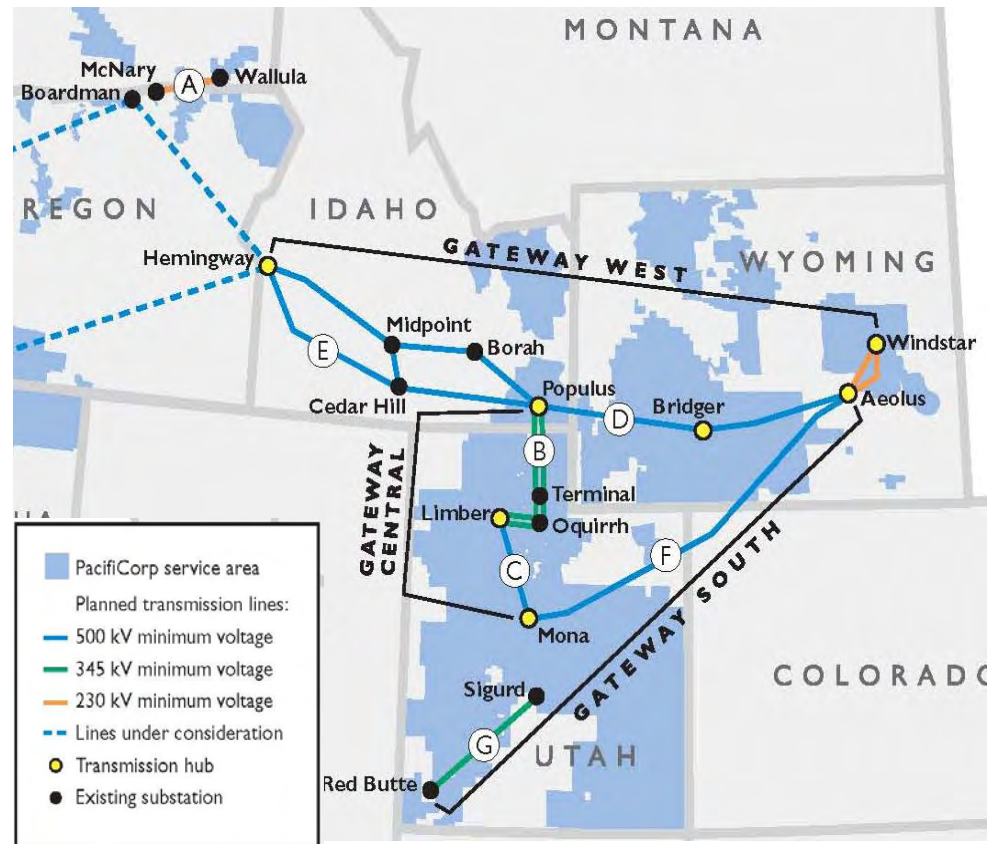 MONTANA
McNary
A
Wallula
Boardman
REGON
IDAHO
WYOMING
GATEWAY WEST
Hemingway
Midpoint
Borah
Windstar
E
Cedar Hill
Populus
D
Bridger
Aeolus
GATEWAY
CENTRAL
B
Terminal
Limber
Oquirrh
C
F
Mona
GATEWAY SOUTH
COLORADO
Sigurd
G
UTAH
Red Butte
UA
PacifiCorp service area
Planned transmission lines:
500 kV minimum voltage
345 kV minimum voltage
230 kV minimum voltage
Lines under consideration
Transmission hub
Existing substation